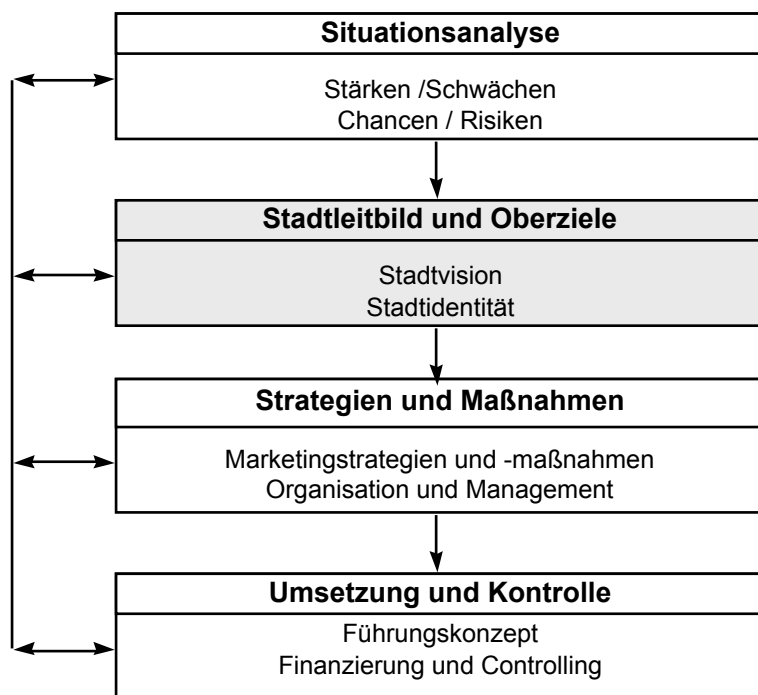 Situationsanalyse
Stärken /Schwächen
Chancen / Risiken
Stadtleitbild und Oberziele
Stadtvision
Stadtidentität
Strategien und Maßnahmen
Marketingstrategien und -maßnahmen
Organisation und Management
Umsetzung und Kontrolle
Führungskonzept
Finanzierung und Controlling